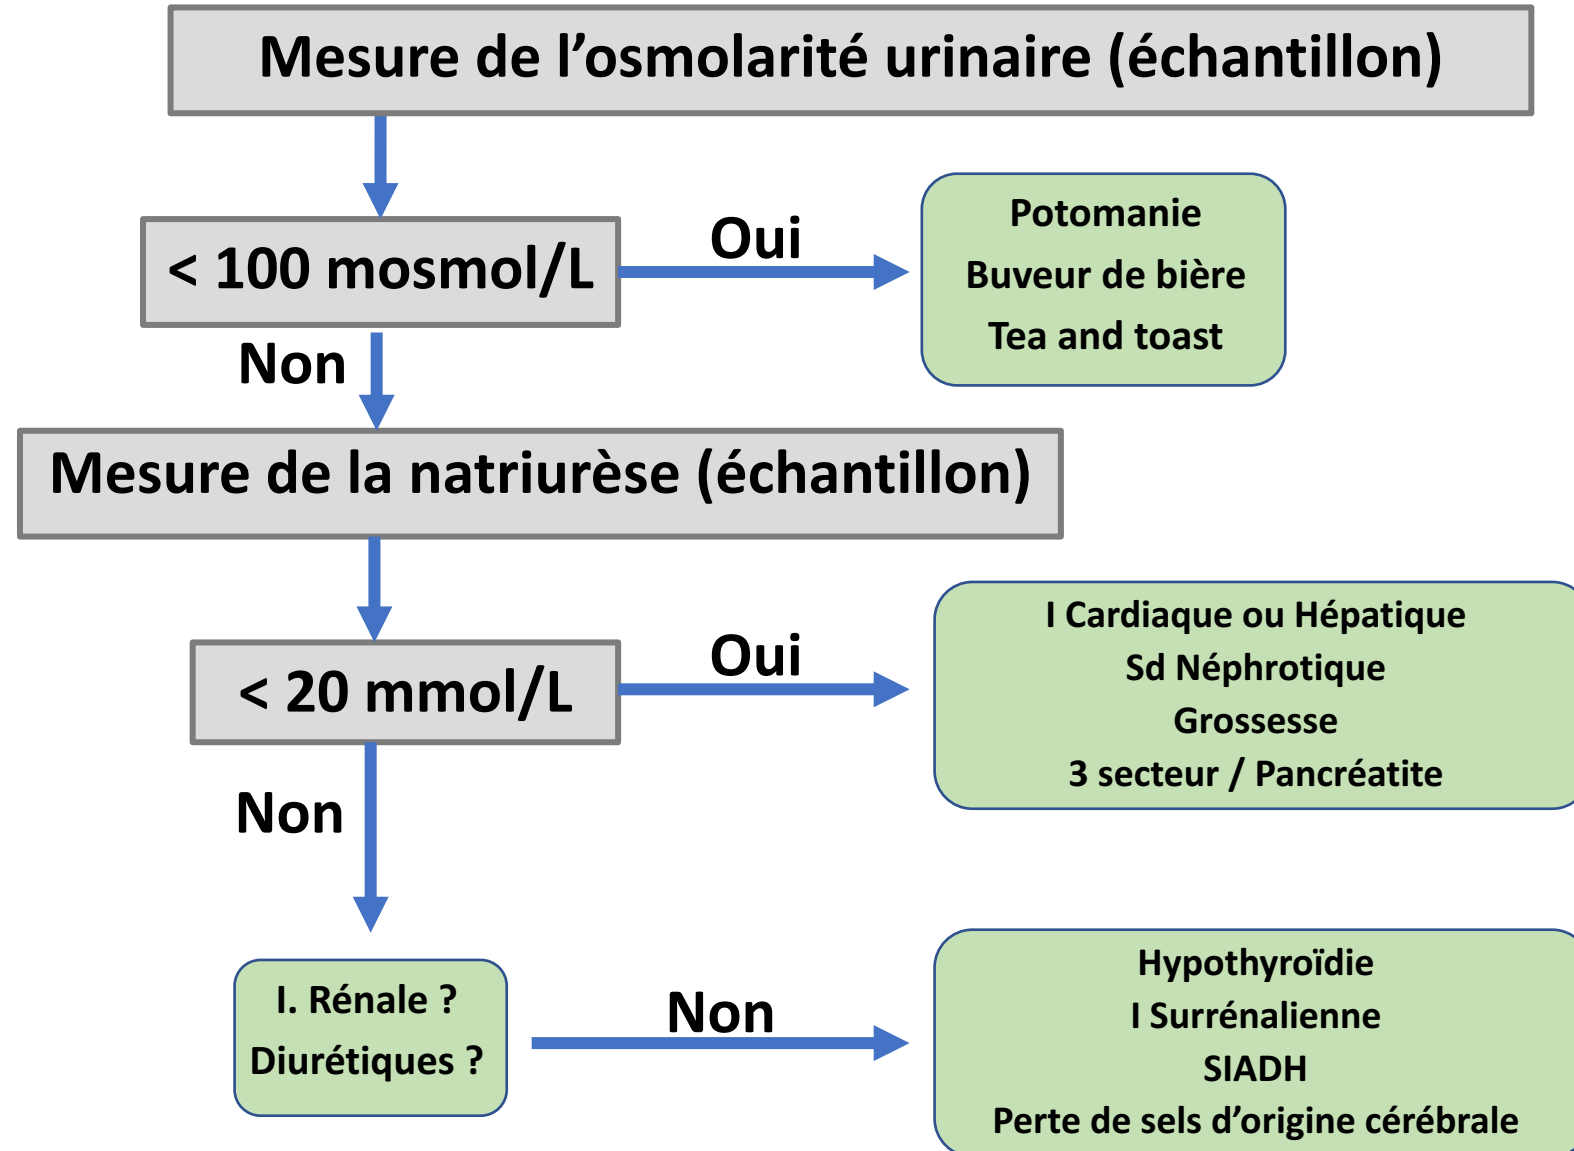 Mesure de l’osmolarité urinaire (échantillon)
< 100 mosmol/L
Oui
Potomanie
Buveur de bière
Tea and toast
Non
Mesure de la natriurèse (échantillon)
< 20 mmol/L
Oui
I Cardiaque ou Hépatique
Sd Néphrotique
Grossesse
3 secteur / Pancréatite
Non
I. Rénale ?
Diurétiques ?
Non
Hypothyroïdie
I Surrénalienne
SIADH
Perte de sels d’origine cérébrale